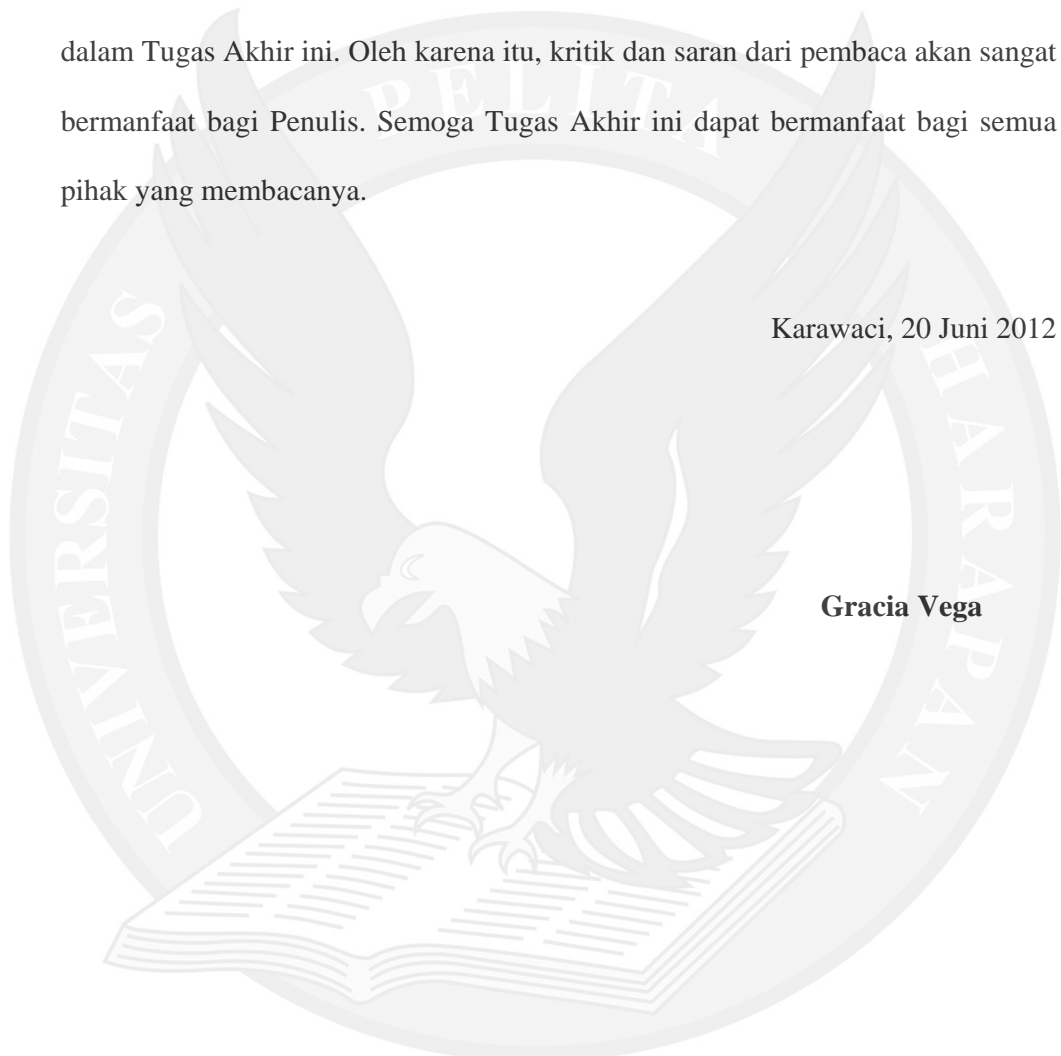 dalam Tugas Akhir ini. Oleh karena itu, kritik dan saran dari pembaca akan sangat
bermanfaat bagi Penulis. Semoga Tugas Akhir ini dapat bermanfaat bagi semua
pihak yang membacanya.
Karawaci, 20 Juni 2012
Gracia Vega
UNIVERSITAS PELITA HARAPAN